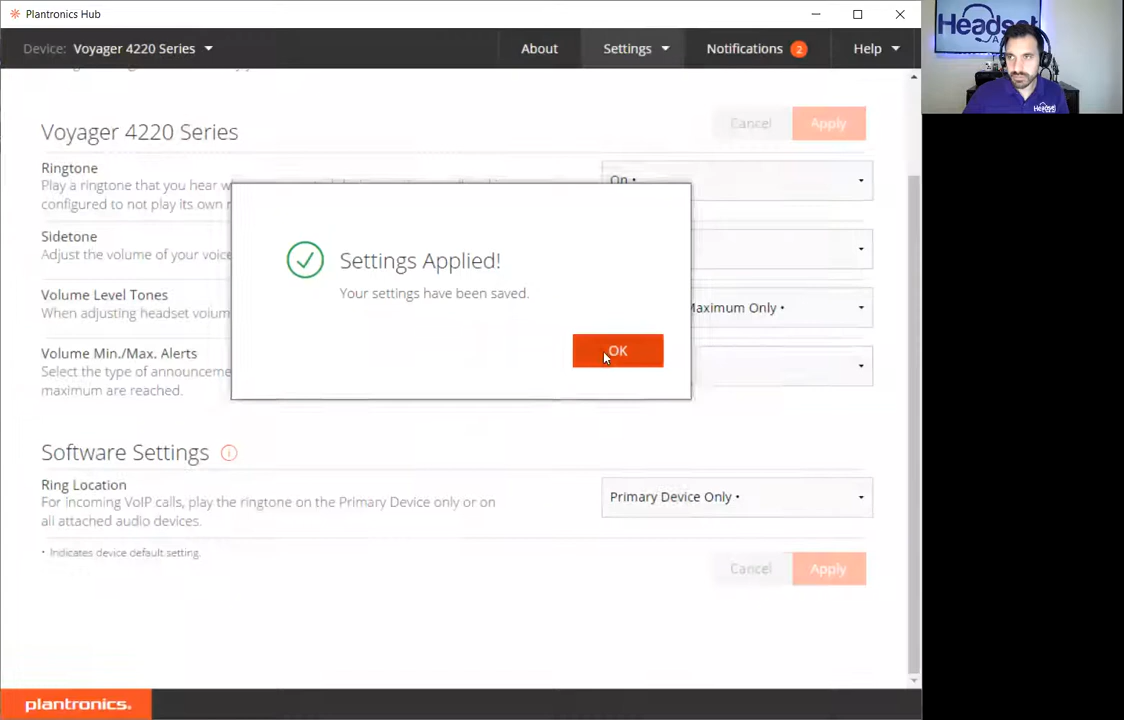 Plantronics Hub
Device: Voyager 4220 Series
About
Settings
Notifications 2
Help
Voyager 4220 Series
Cancel
Apply
Ringtone
Play a ringtone that you hear
configured to not play its own
On •
Sidetone
Adjust the volume of your voice
Volume Level Tones
When adjusting headset volum
Maximum Only •
Volume Min./Max. Alerts
Select the type of announceme
maximum are reached.
Settings Applied!
Your settings have been saved.
OK
Software Settings
Ring Location
For incoming VoIP calls, play the ringtone on the Primary Device only or on
all attached audio devices.
Primary Device Only •
• Indicates device default setting.
Cancel
Apply
plantronics.
Headset
Headset